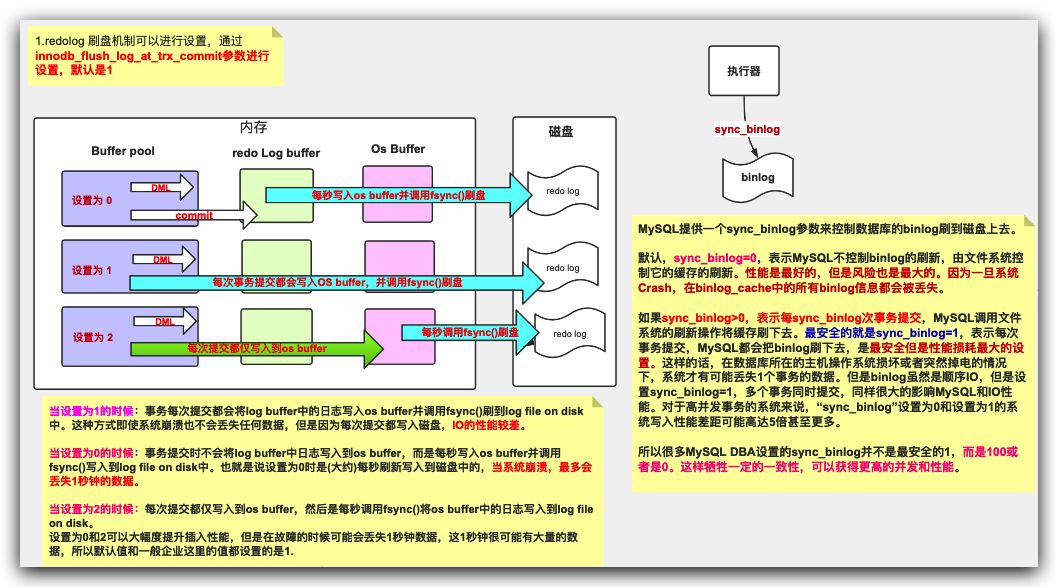 1.redolog 刷盘机制可以进行设置，通过
innodb_flush_log_at_trx_commit参数进行
设置，默认是1
执行器
sync_binlog
binlog
内存
磁盘
Buffer pool
redo Log buffer
Os Buffer
设置为 0
DML
commit
每秒写入os buffer并调用fsync()刷盘
redo log
设置为 1
DML
每次事务提交都会写入OS buffer，并调用fsync()刷盘
redo log
设置为 2
DML
每次提交都仅写入到os buffer
每秒调用fsync()刷盘
redo log
当设置为1的时候：事务每次提交都会将log buffer中的日志写入os buffer并调用fsync()刷到log file on disk
中。这种方式即使系统崩溃也不会丢失任何数据，但是因为每次提交都写入磁盘，IO的性能较差。
当设置为0的时候：事务提交时不会将log buffer中日志写入到os buffer，而是每秒写入os buffer并调用
fsync()写入到log file on disk中。也就是说设置为0时是(大约)每秒刷新写入到磁盘中的，当系统崩溃，最多会
丢失1秒钟的数据。
当设置为2的时候：每次提交都仅写入到os buffer，然后是每秒调用fsync()将os buffer中的日志写入到log file
on disk。
设置为0和2可以大幅度提升插入性能，但是在故障的时候可能会丢失1秒钟数据，这1秒钟很可能有大量的数
据，所以默认值和一般企业这里的值都设置的是1.
MySQL提供一个sync_binlog参数来控制数据库的binlog刷到磁盘上去。
默认，sync_binlog=0，表示MySQL不控制binlog的刷新，由文件系统控
制它的缓存的刷新。性能是最好的，但是风险也是最大的。因为一旦系统
Crash，在binlog_cache中的所有binlog信息都会被丢失。
如果sync_binlog>0，表示每sync_binlog次事务提交，MySQL调用文件
系统的刷新操作将缓存刷下去。最安全的就是sync_binlog=1，表示每次
事务提交，MySQL都会把binlog刷下去，是最安全但是性能损耗最大的设
置。这样的话，在数据库所在的主机操作系统损坏或者突然掉电的情况
下，系统才有可能丢失1个事务的数据。但是binlog虽然是顺序IO，但是设
置sync_binlog=1，多个事务同时提交，同样很大的影响MySQL和IO性
能。对于高并发事务的系统来说，“sync_binlog”设置为0和设置为1的系
统写入性能差距可能高达5倍甚至更多。
所以很多MySQL DBA设置的sync_binlog并不是最安全的1，而是100或
者是0。这样牺牲一定的一致性，可以获得更高的并发和性能。